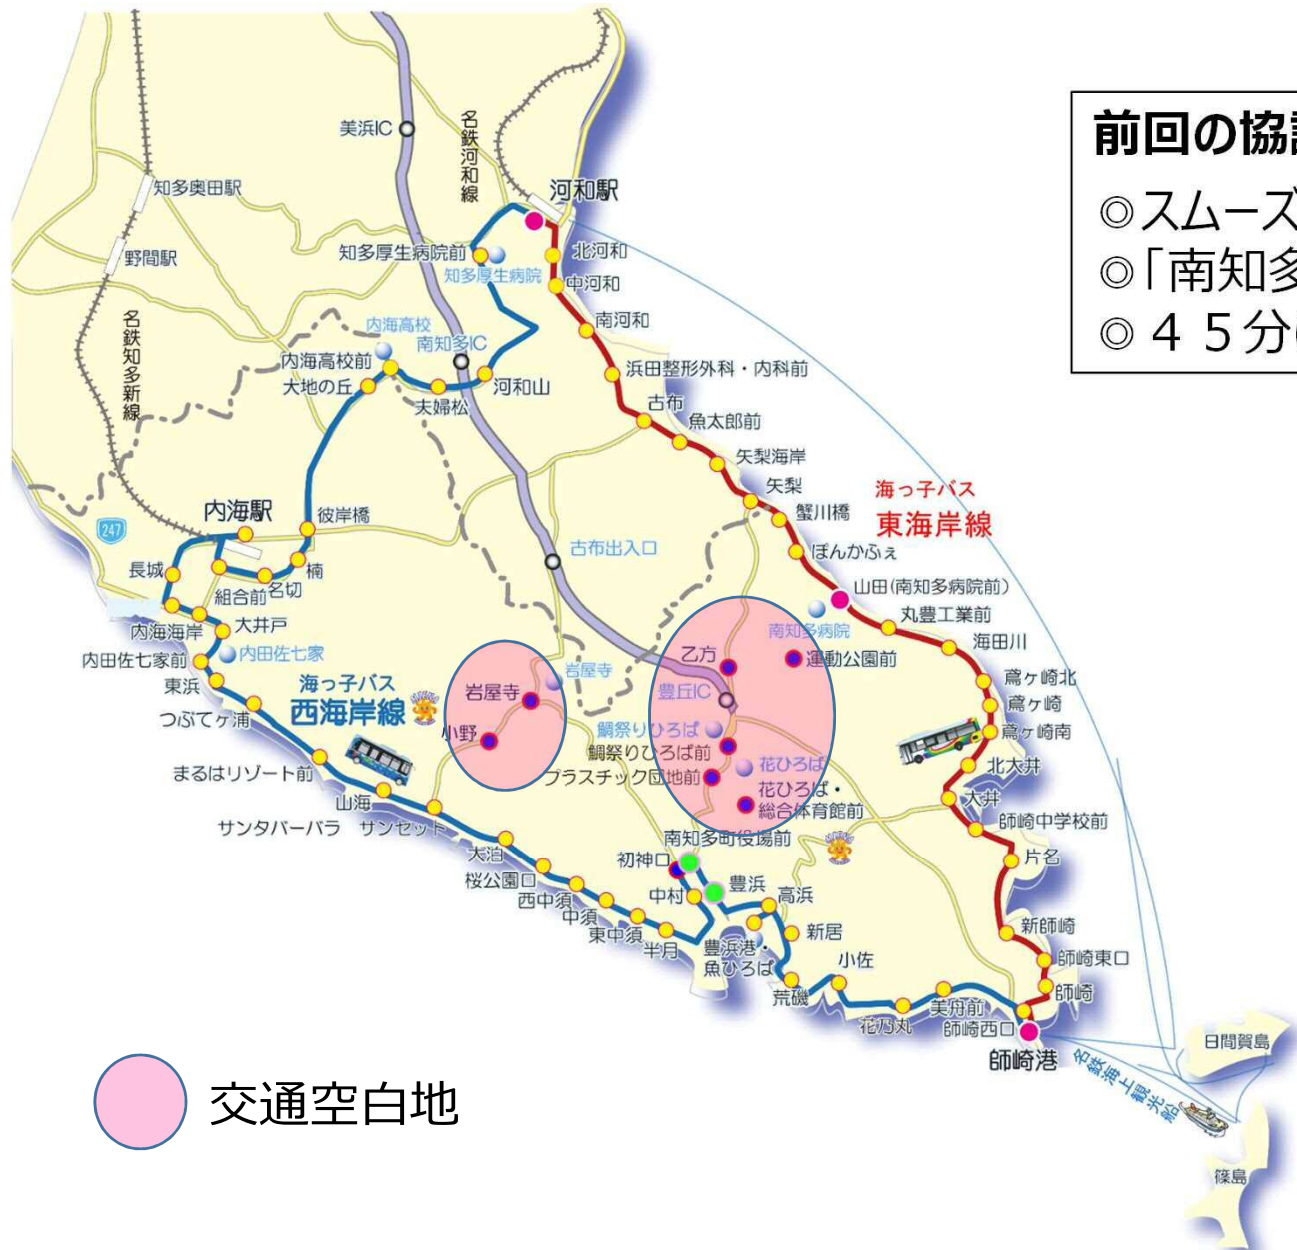 前回の協
◎スムーズ
◎「南知多
◎４５分
美浜IC
名鉄河和線
河和駅
知多奥田駅
野間駅
知多厚生病院前
知多厚生病院
北河和
中河和
名鉄知多新線
内海高校
内海高校前
南知多IC
南河和
大地の丘
夫婦松
河和山
浜田整形外科・内科前
古布
魚太郎前
矢梨海岸
矢梨
海っ子バス
東海岸線
内海駅
彼岸橋
247
蟹川橋
古布出入口
ぽんかふぇ
長城
組合前
名切
楠
山田(南知多病院前)
内海海岸
大井戸
南知多病院
丸豊工業前
海田川
内田佐七家前
内田佐七家
乙方
運動公園前
東浜
海っ子バス
西海岸線
岩屋寺
岩屋寺
豊丘IC
鳶ヶ崎北
鳶ヶ崎
つぶてヶ浦
小野
鯛祭りひろば
鯛祭りひろば前
鳶ヶ崎南
まるはリゾート前
プラスチック団地前
花ひろば
花ひろば・
総合体育館前
北大井
山海
大井
サンタバーバラ
サンセット
南知多町役場前
師崎中学校前
大泊
初神口
片名
桜公園口
豊浜
西中須
中村
高浜
中須
新居
新師崎
東中須
半月
豊浜港・
魚ひろば
小佐
師崎東口
荒磯
美舟前
師崎
花乃丸
師崎西口
師崎港
日間賀島
名鉄海上観光船
篠島
交通空白地